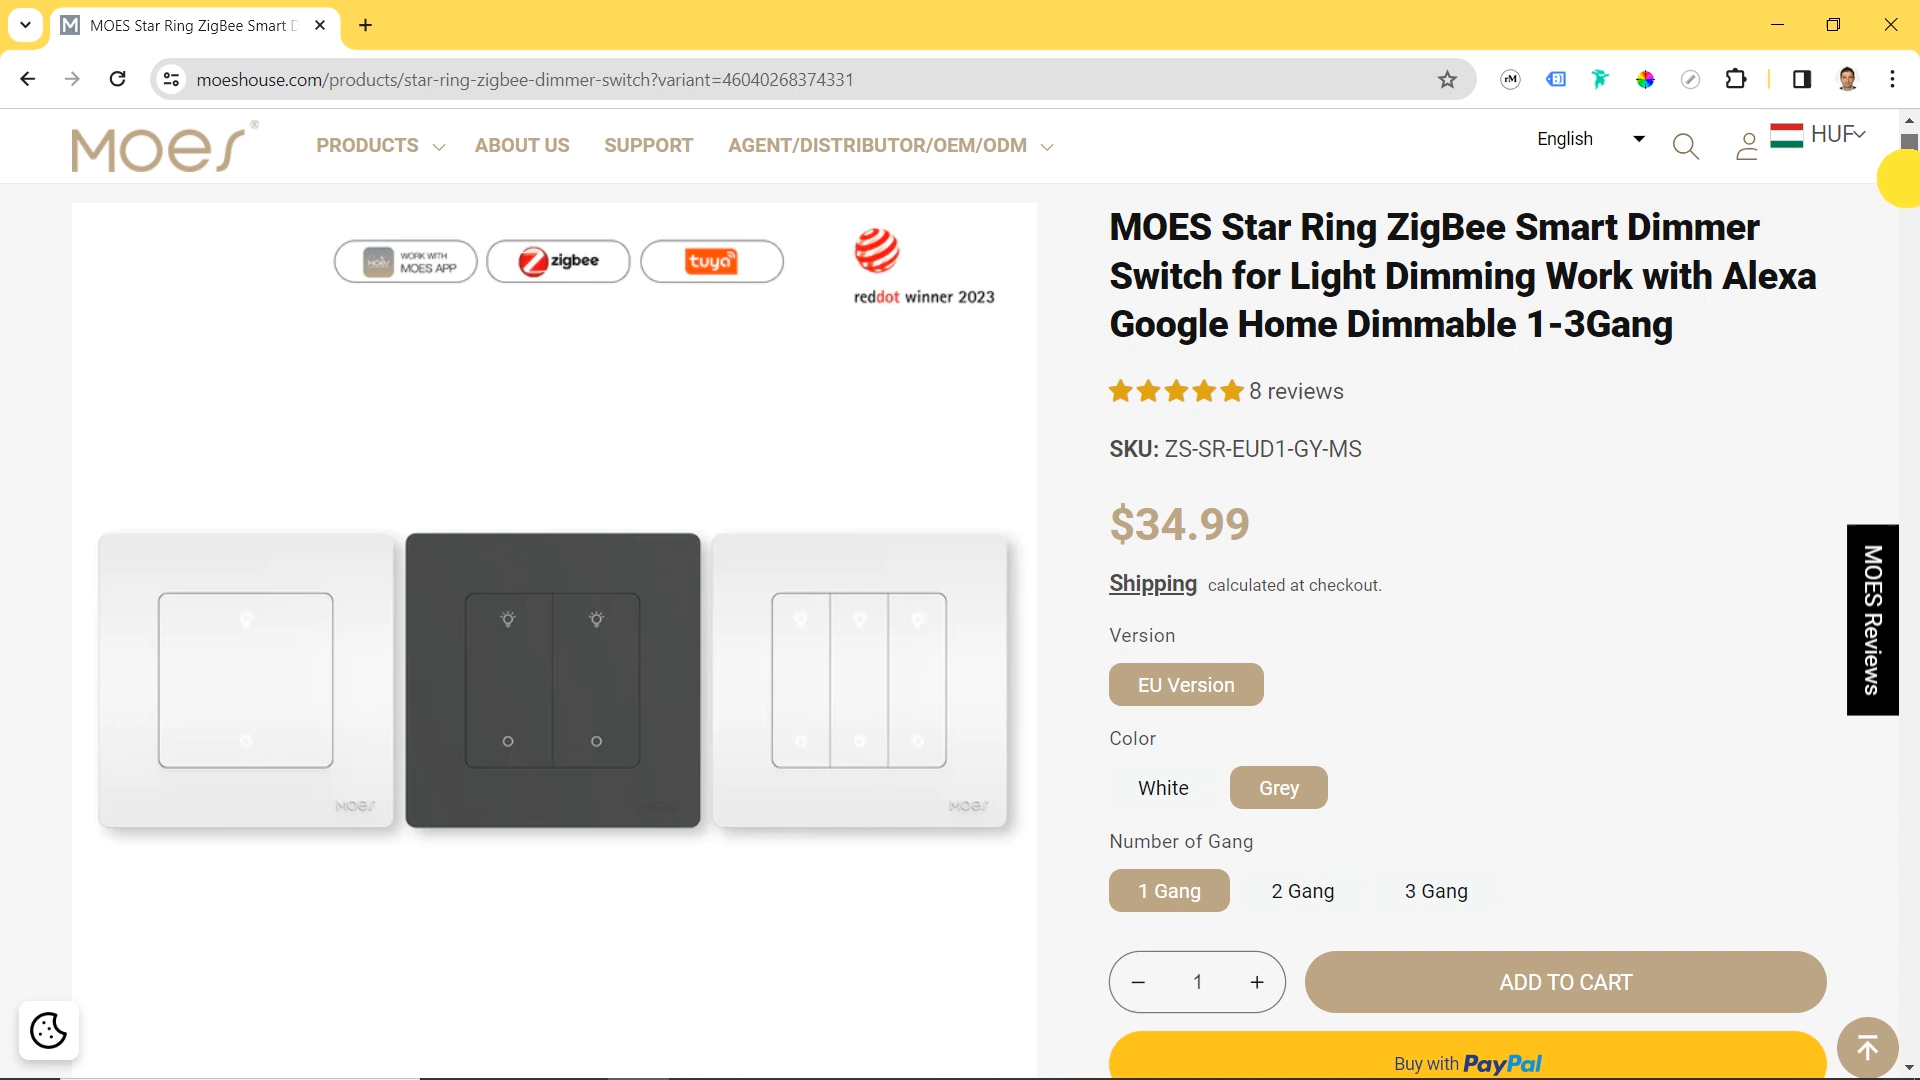 MOES Star Ring ZigBee Smart D
moeshouse.com/products/star-ring-zigbee-dimmer-switch?variant=46040268374331
rM
MOES®
PRODUCTS
ABOUT US
SUPPORT
AGENT/DISTRIBUTOR/OEM/ODM
English
HUF
WORK WITH
MOES APP
zigbee
tuya
reddot winner 2023
MOES
MOES
MOES Star Ring ZigBee Smart Dimmer
Switch for Light Dimming Work with Alexa
Google Home Dimmable 1-3Gang
8 reviews
SKU: ZS-SR-EUD1-GY-MS
$34.99
Shipping calculated at checkout.
Version
EU Version
Color
White
Grey
Number of Gang
1 Gang
2 Gang
3 Gang
1
ADD TO CART
Buy with PayPal
MOES Reviews